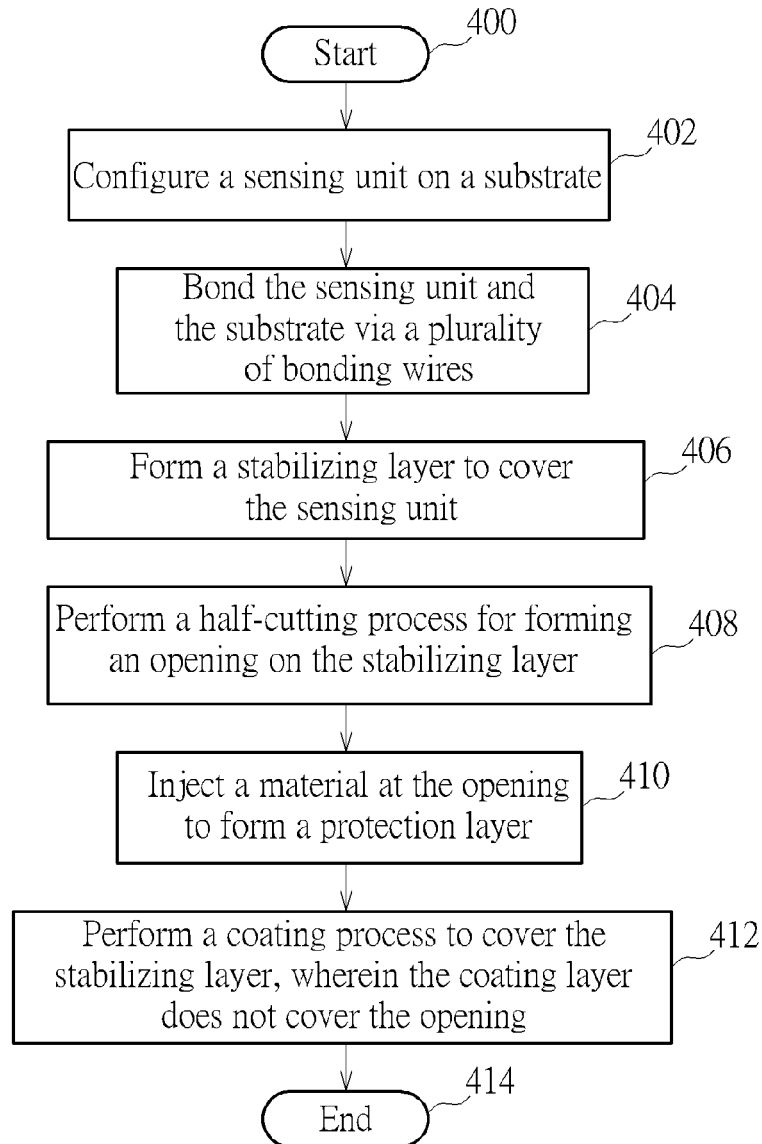 400
Start
402
Configure a sensing unit on a substrate
Bond the sensing unit and
the substrate via a plurality
of bonding wires
404
Form a stabilizing layer to cover
the sensing unit
406
Perform a half-cutting process for forming
an opening on the stabilizing layer
408
Inject a material at the opening
to form a protection layer
410
Perform a coating process to cover the
stabilizing layer, wherein the coating layer
does not cover the opening
412
414
End